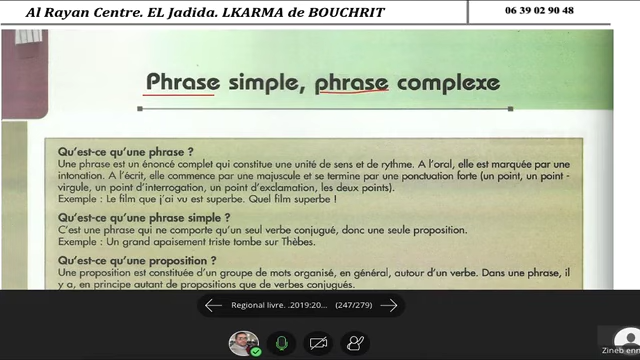 Al Rayan Centre. EL Jadida. LKARMA de BOUCHRIT
06 39 02 90 48
Phrase simple, phrase complexe
Qu'est-ce qu'une phrase ?
Une phrase est un énoncé complet qui constitue une unité de sens et de rythme. A l'oral, elle est marquée par une
intonation. A l'écrit, elle commence par une majuscule et se termine par une ponctuation forte (un point, un point -
virgule, un point d'interrogation, un point d'exclamation, les deux points).
Exemple : Le film que j'ai vu est superbe. Quel film superbe !
Qu'est-ce qu'une phrase simple ?
C'est une phrase qui ne comporte qu'un seul verbe conjugué, donc une seule proposition.
Exemple : Un grand apaisement triste tombe sur Thèbes.
Qu'est-ce qu'une proposition ?
Une proposition est constituée d'un groupe de mots organisé, en général, autour d'un verbe. Dans une phrase, il
y a, en principe autant de propositions que de verbes conjugués.
Regional livre. ..2019:20... (247/279)
Zineb enn